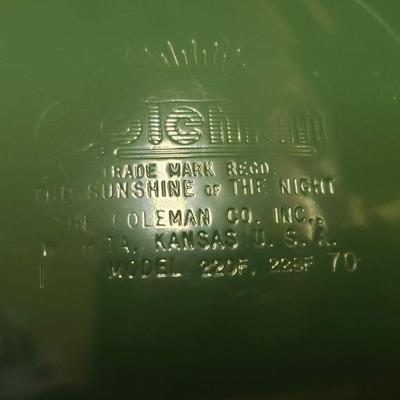 Coleman
TRADE MARK REGD.
THE SUNSHINE OF THE NIGHT
THE COLEMAN CO. INC.,
WICHITA, KANSAS U. S. A.
1 MODEL 220F, 228F 70